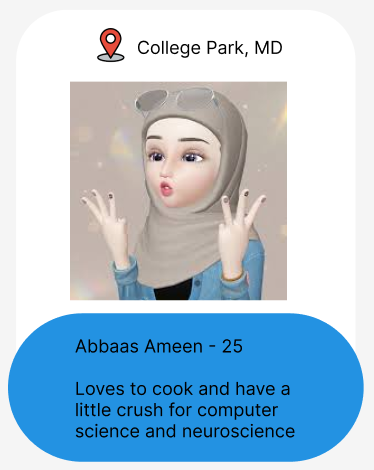 College Park, MD
Abbaas Ameen - 25
Loves to cook and have a
little crush for computer
science and neuroscience